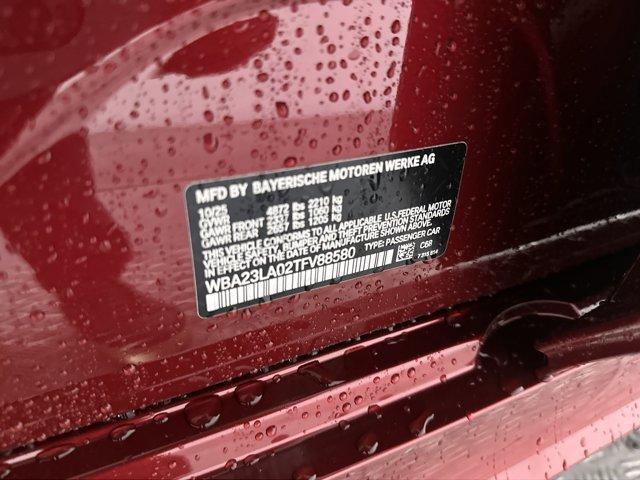 MFD BY BAYERISCHE MOTOREN WERKE AG
10/25
GVWR 4872 lbs 2210 kg
GAWR FRONT lbs 1060 kg
GAWR REAR 2657 lbs 1205 kg
THIS VEHICLE CONFORMS TO ALL APPLICABLE U.S.FEDERAL MOTOR
VEHICLE SAFETY, BUMPER, AND THEFT PREVENTION STANDARDS
IN EFFECT ON THE DATE OF MANUFACTURE SHOWN ABOVE.
WBA23LA02TFV88580 TYPE: PASSENGER CAR
C68